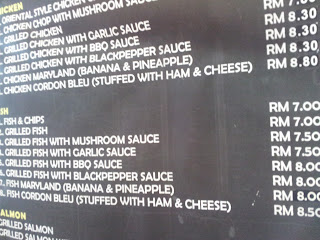 HICKEN
ORIENTAL STYLE CHICKEN
CHICKEN CHOP WITH MUSHROOM SAUCE
GRILLED CHICKEN
GRILLED CHICKEN WITH GARLIC SAUCE
GRILLED CHICKEN WITH BBQ SAUCE RM 8.30
GRILLED CHICKEN WITH BLACKPEPPER SAUCE RM 8.30
CHICKEN MARYLAND (BANANA & PINEAPPLE) RM 8.30
CHICKEN CORDON BLEU (STUFFED WITH HAM & CHEESE) RM 8.80
SH
FISH & CHIPS RM 7.00
GRILLED FISH RM 7.00
GRILLED FISH WITH MUSHROOM SAUCE RM 7.50
GRILLED FISH WITH GARLIC SAUCE RM 7.50
GRILLED FISH WITH BBQ SAUCE RM 8.00
GRILLED FISH WITH BLACKPEPPER SAUCE RM 8.00
FISH MARYLAND (BANANA & PINEAPPLE) RM 8.00
FISH CORDON BLEU (STUFFED WITH HAM & CHEESE) RM 8.50
ALMON
GRILLED SALMON